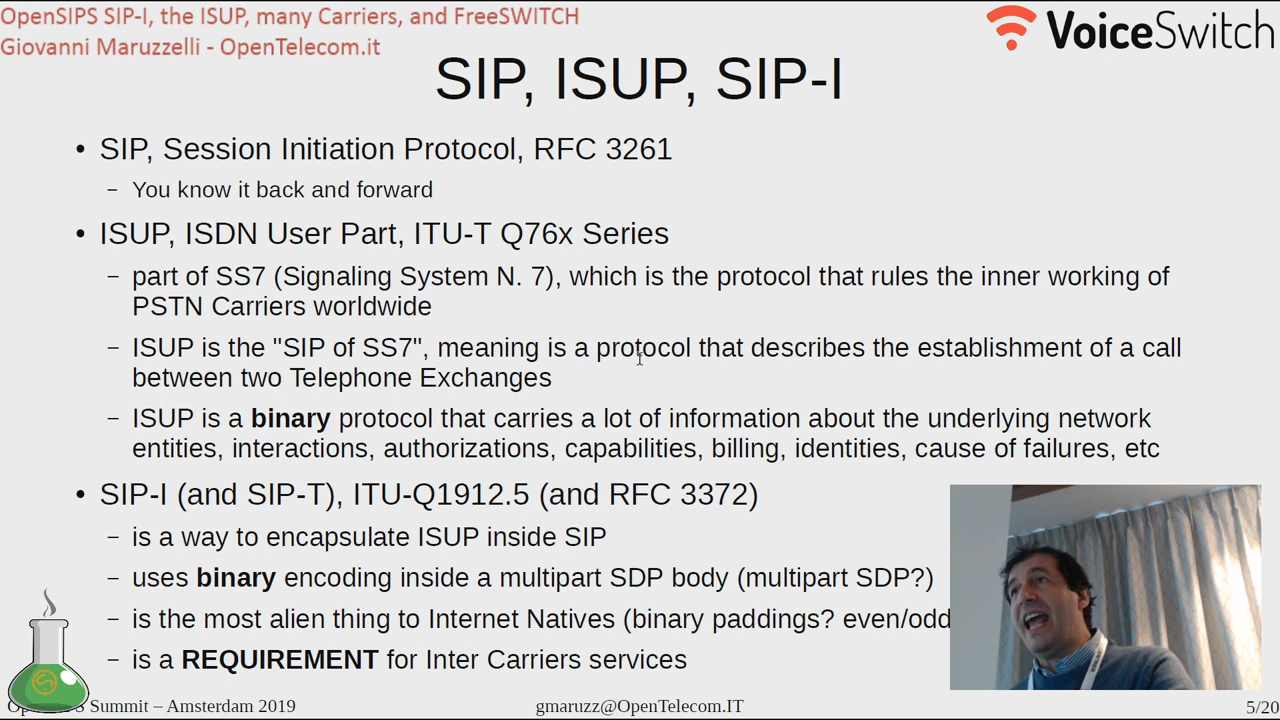 OpenSIPS SIP-I, the ISUP, many Carriers, and FreeSWITCH
Giovanni Maruzzelli - OpenTelecom.it
VoiceSwitch
SIP, ISUP, SIP-I
• SIP, Session Initiation Protocol, RFC 3261
– You know it back and forward
• ISUP, ISDN User Part, ITU-T Q76x Series
– part of SS7 (Signaling System N. 7), which is the protocol that rules the inner working of
PSTN Carriers worldwide
– ISUP is the "SIP of SS7", meaning is a protocol that describes the establishment of a call
between two Telephone Exchanges
– ISUP is a binary protocol that carries a lot of information about the underlying network
entities, interactions, authorizations, capabilities, billing, identities, cause of failures, etc
• SIP-I (and SIP-T), ITU-Q1912.5 (and RFC 3372)
– is a way to encapsulate ISUP inside SIP
– uses binary encoding inside a multipart SDP body (multipart SDP?)
– is the most alien thing to Internet Natives (binary paddings? even/odd
– is a REQUIREMENT for Inter Carriers services
Summit – Amsterdam 2019
gmaruzz@OpenTelecom.IT
5/20